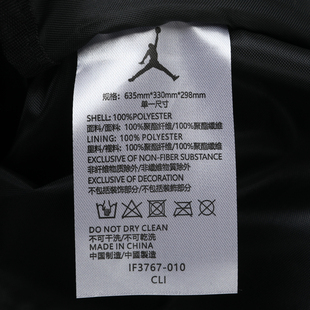 规格: 635mm*330mm*298mm
单一尺寸
SHELL: 100%POLYESTER
面料/面料: 100%聚酯纤维/100%聚酯纖維
LINING: 100%POLYESTER
里料/裡料: 100%聚酯纤维/100%聚酯纖維
EXCLUSIVE OF NON-FIBER SUBSTANCE
非纤维物质除外/非纖維物質除外
EXCLUSIVE OF DECORATION
不包括装饰部分/不包括裝飾部分
DO NOT DRY CLEAN
不可干洗/不可乾洗
MADE IN CHINA
中国制造/中國製造
IF3767-010
CLI